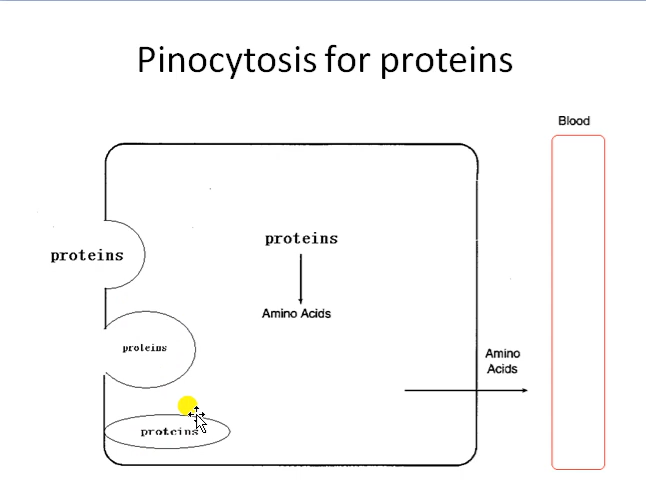 Pinocytosis for proteins
Blood
proteins
proteins
Amino Acids
proteins
Amino
Acids
proteins